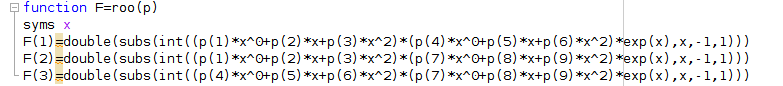 function F=roo(p)
syms x
F(1)=double(subs(int((p(1)*x^0+p(2)*x+p(3)*x^2)*(p(4)*x^0+p(5)*x+p(6)*x^2)*exp(x),x,-1,1)))
F(2)=double(subs(int((p(1)*x^0+p(2)*x+p(3)*x^2)*(p(7)*x^0+p(8)*x+p(9)*x^2)*exp(x),x,-1,1)))
F(3)=double(subs(int((p(4)*x^0+p(5)*x+p(6)*x^2)*(p(7)*x^0+p(8)*x+p(9)*x^2)*exp(x),x,-1,1)))